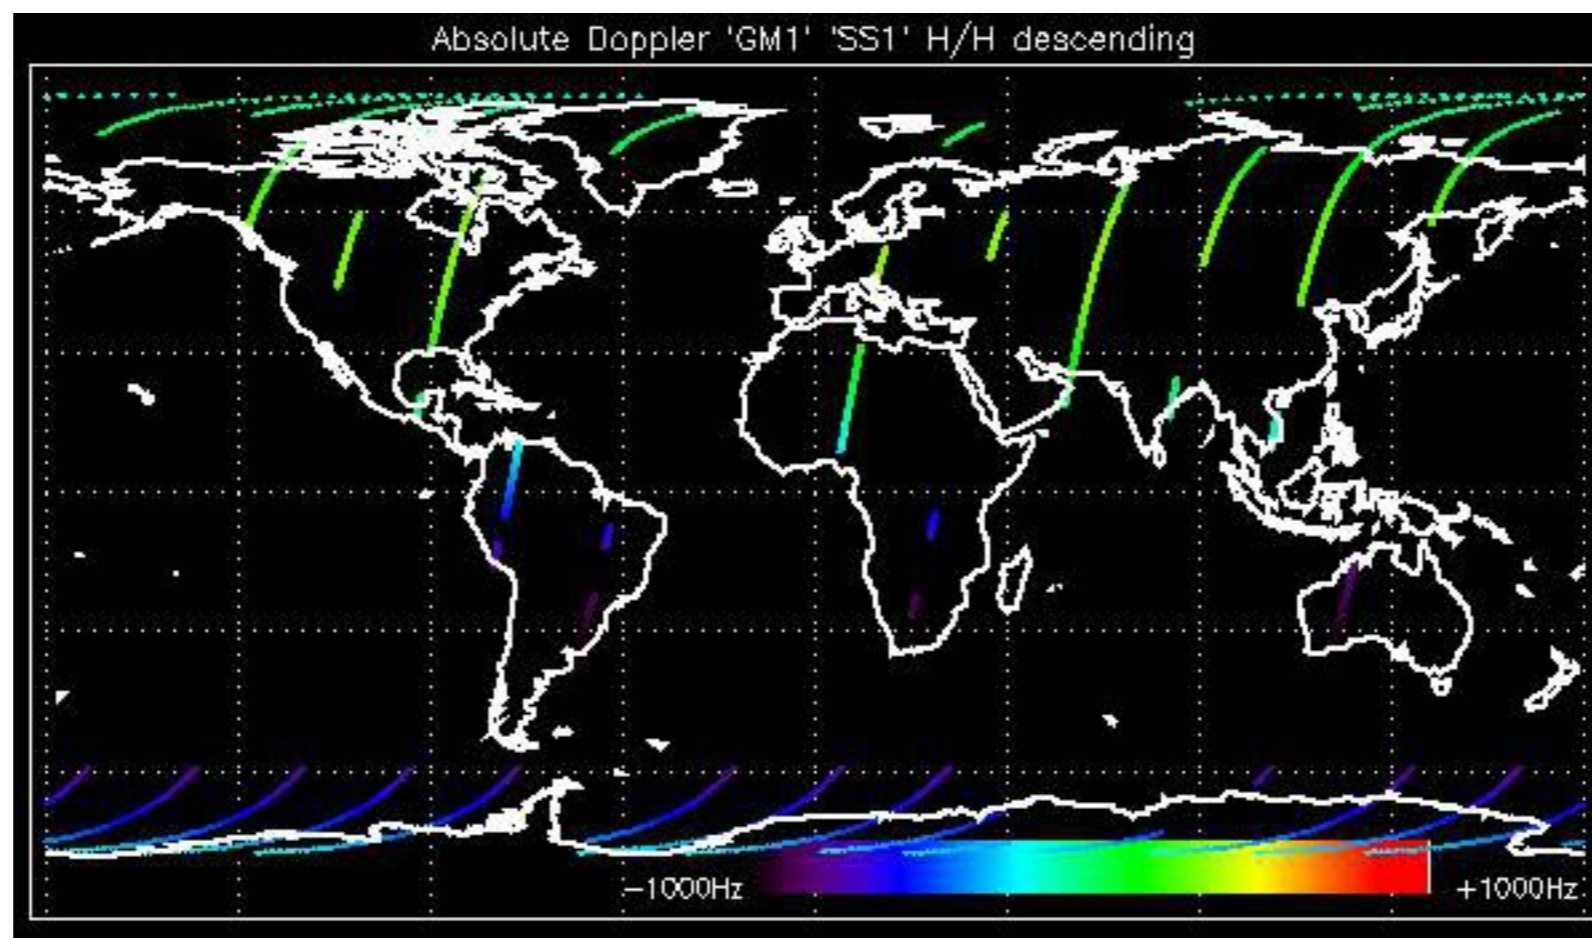 Absolute Doppler 'GM1' 'SS1' H/H descending
−1000Hz
+1000Hz